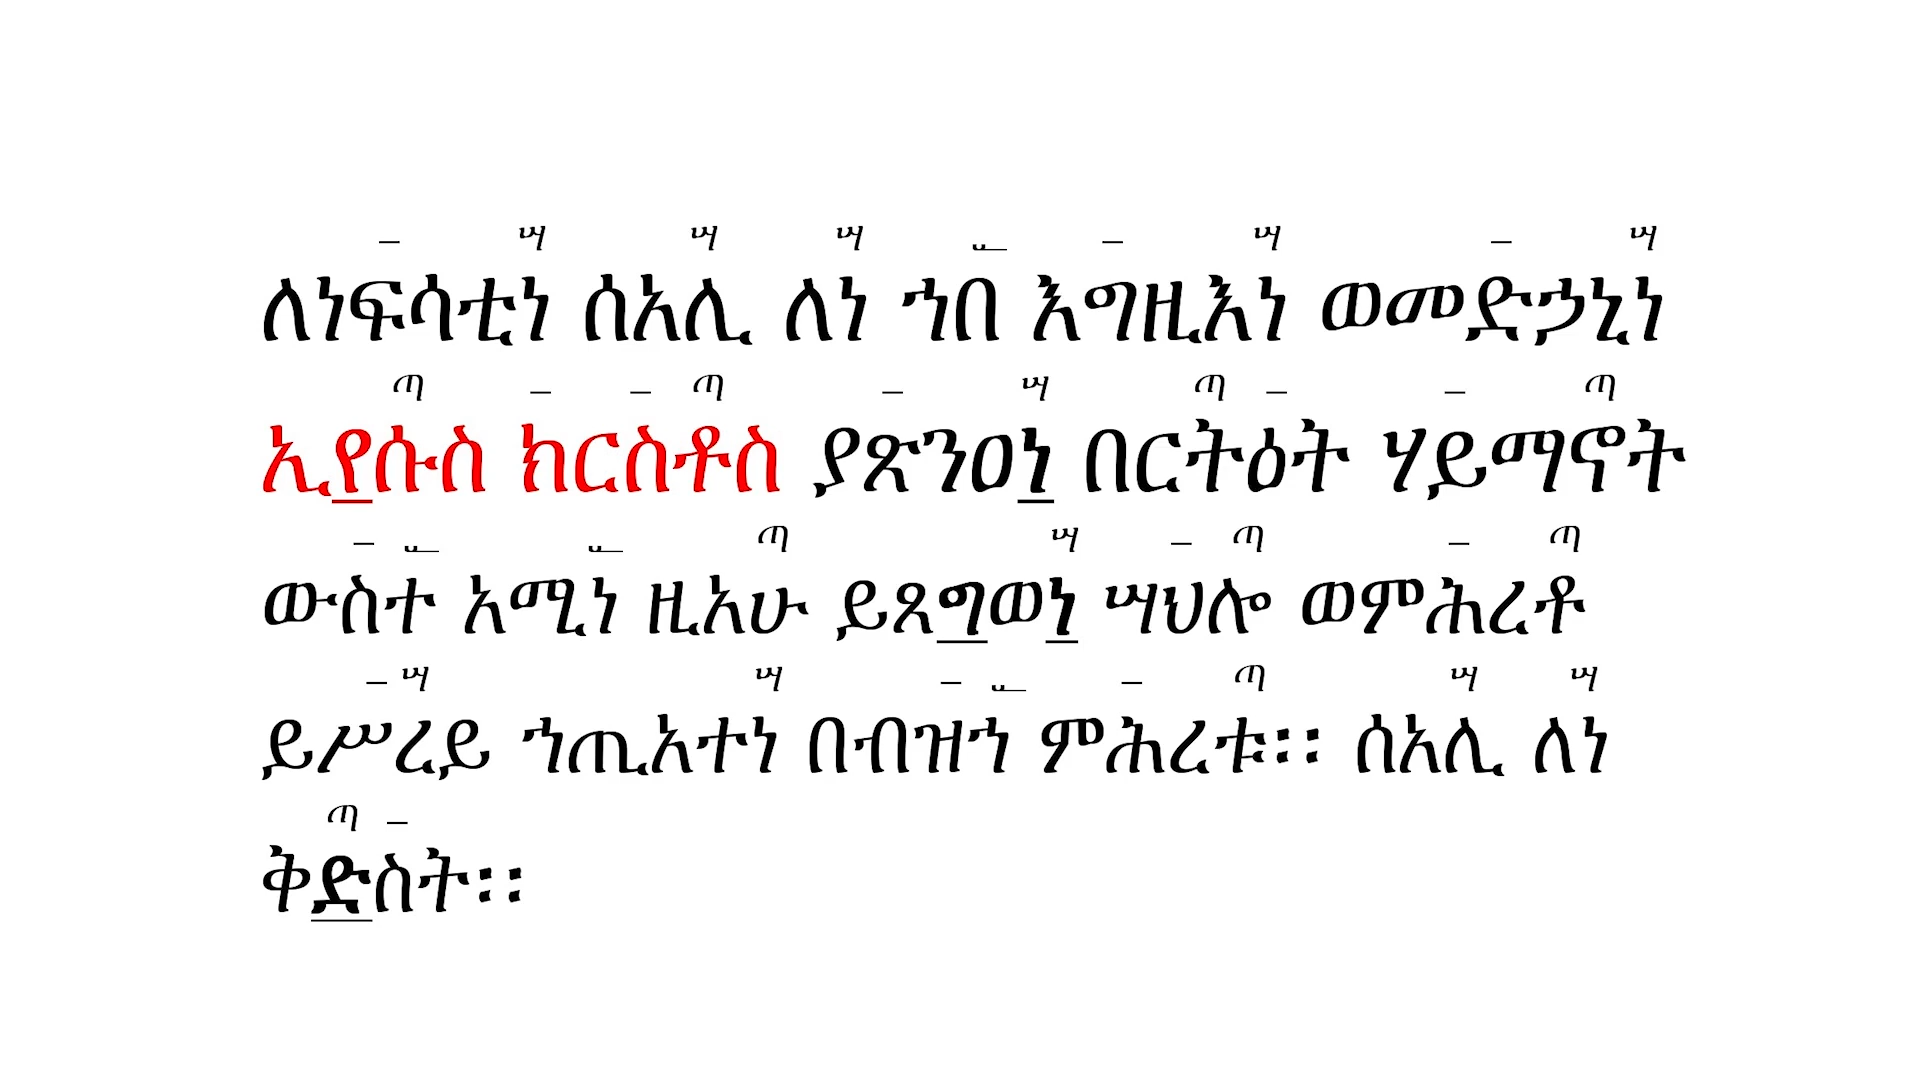 – ሣ ሣ ሣ – ሣ – ሣ
ለነፍሳቲነ ሰአሊ ለነ ኀበ እግዚእነ ወመድኃኒነ
ጣ – – ጣ – ሣ ጣ – – ጣ
ኢየሱስ ክርስቶስ ያጽንዐነ በርትዕት ሃይማኖት
– ጣ ሣ – ጣ – ጣ
ውስተ አሚነ ዚአሁ ይጸግወነ ሣህሎ ወምሕረቶ
– ሣ ሣ – – ጣ ሣ ሣ
ይሥረይ ኀጢአተነ በብዝኀ ምሕረቱ፡፡ ሰአሊ ለነ
ጣ –
ቅድስት፡፡